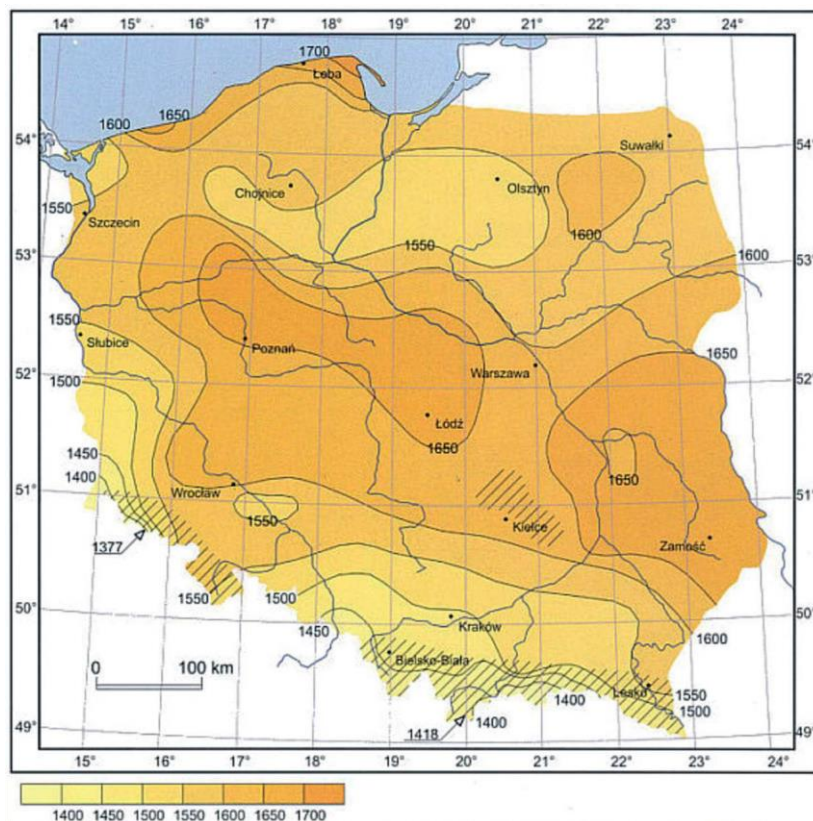 14° 15° 16° 17° 18° 19° 20° 21° 22° 23° 24°
1700
Łeba
1650
1600
54° 54°
Suwałki
Chojnice
Olsztyn
1550
Szczecin
1600
1550
53° 53°
1600
1550
Słubice
1650
Poznań
Warszawa
52° 52°
1500
Łódź
1650
1450
1650
1400
51° 51°
Wrocław
1550
Kielce
Zamość
1377
1550
1500
50° 50°
Kraków
1450
1600
0 100 km
Bielsko-Biała
Lesko
1550
1400
1400
1500
49° 49°
1418
15° 16° 17° 18° 19° 20° 21° 22° 23° 24°
1400 1450 1500 1550 1600 1650 1700